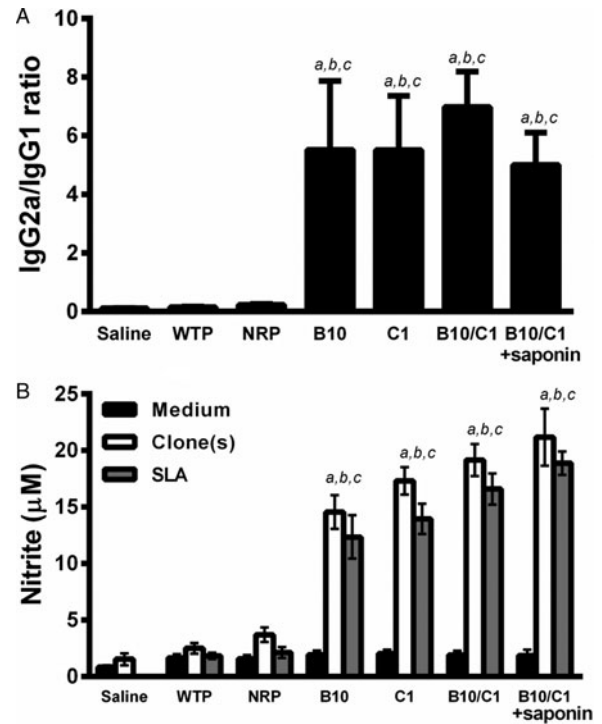 A
IgG2a/IgG1 ratio
10
8
6
4
2
0
a,b,c
a,b,c
a,b,c
a,b,c
Saline WTP NRP B10 C1 B10/C1 B10/C1
+saponin
B
Nitrite (μM)
25
20
15
10
5
0
Medium
Clone(s)
SLA
a,b,c
a,b,c
a,b,c
a,b,c
Saline WTP NRP B10 C1 B10/C1 B10/C1
+saponin